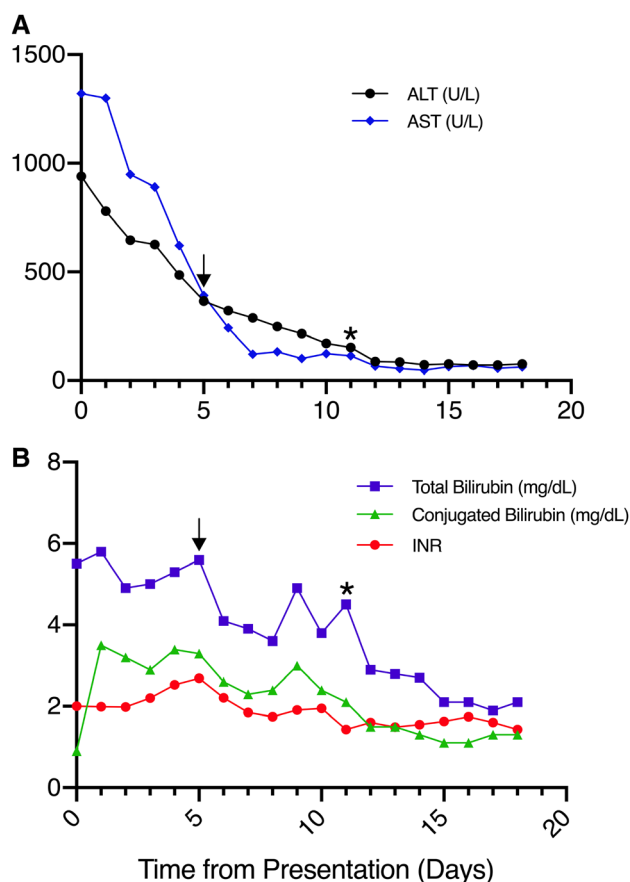 A
1500
1000
500
0
ALT (U/L)
AST (U/L)
*
0 5 10 15 20
B
8
6
4
2
0
Total Bilirubin (mg/dL)
Conjugated Bilirubin (mg/dL)
INR
*
0 5 10 15 20
Time from Presentation (Days)